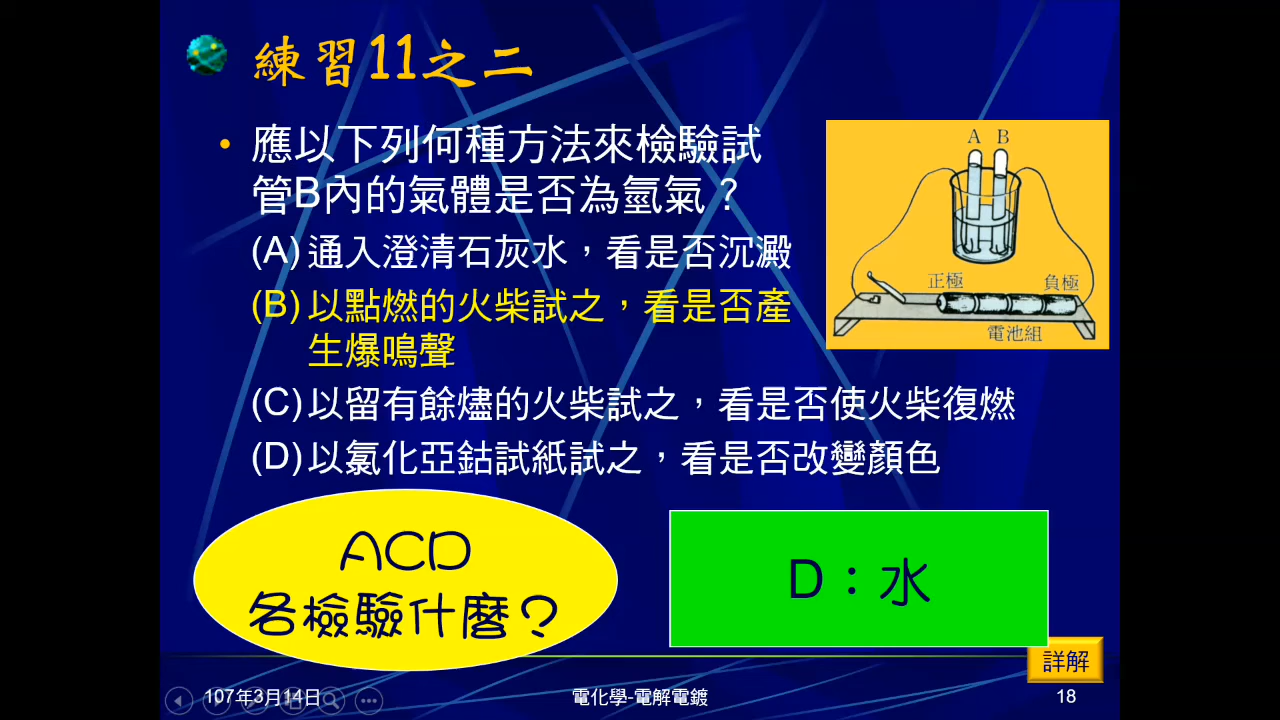 練習11之二
• 應以下列何種方法來檢驗試
管B內的氣體是否為氫氣？
(A) 通入澄清石灰水，看是否沉澱
(B) 以點燃的火柴試之，看是否產
生爆鳴聲
(C) 以留有餘燼的火柴試之，看是否使火柴復燃
(D) 以氯化亞鈷試紙試之，看是否改變顏色
A B
正極
負極
電池組
ACD
各檢驗什麼？
D：水
詳解
107年3月14日
電化學-電解電鍍
18